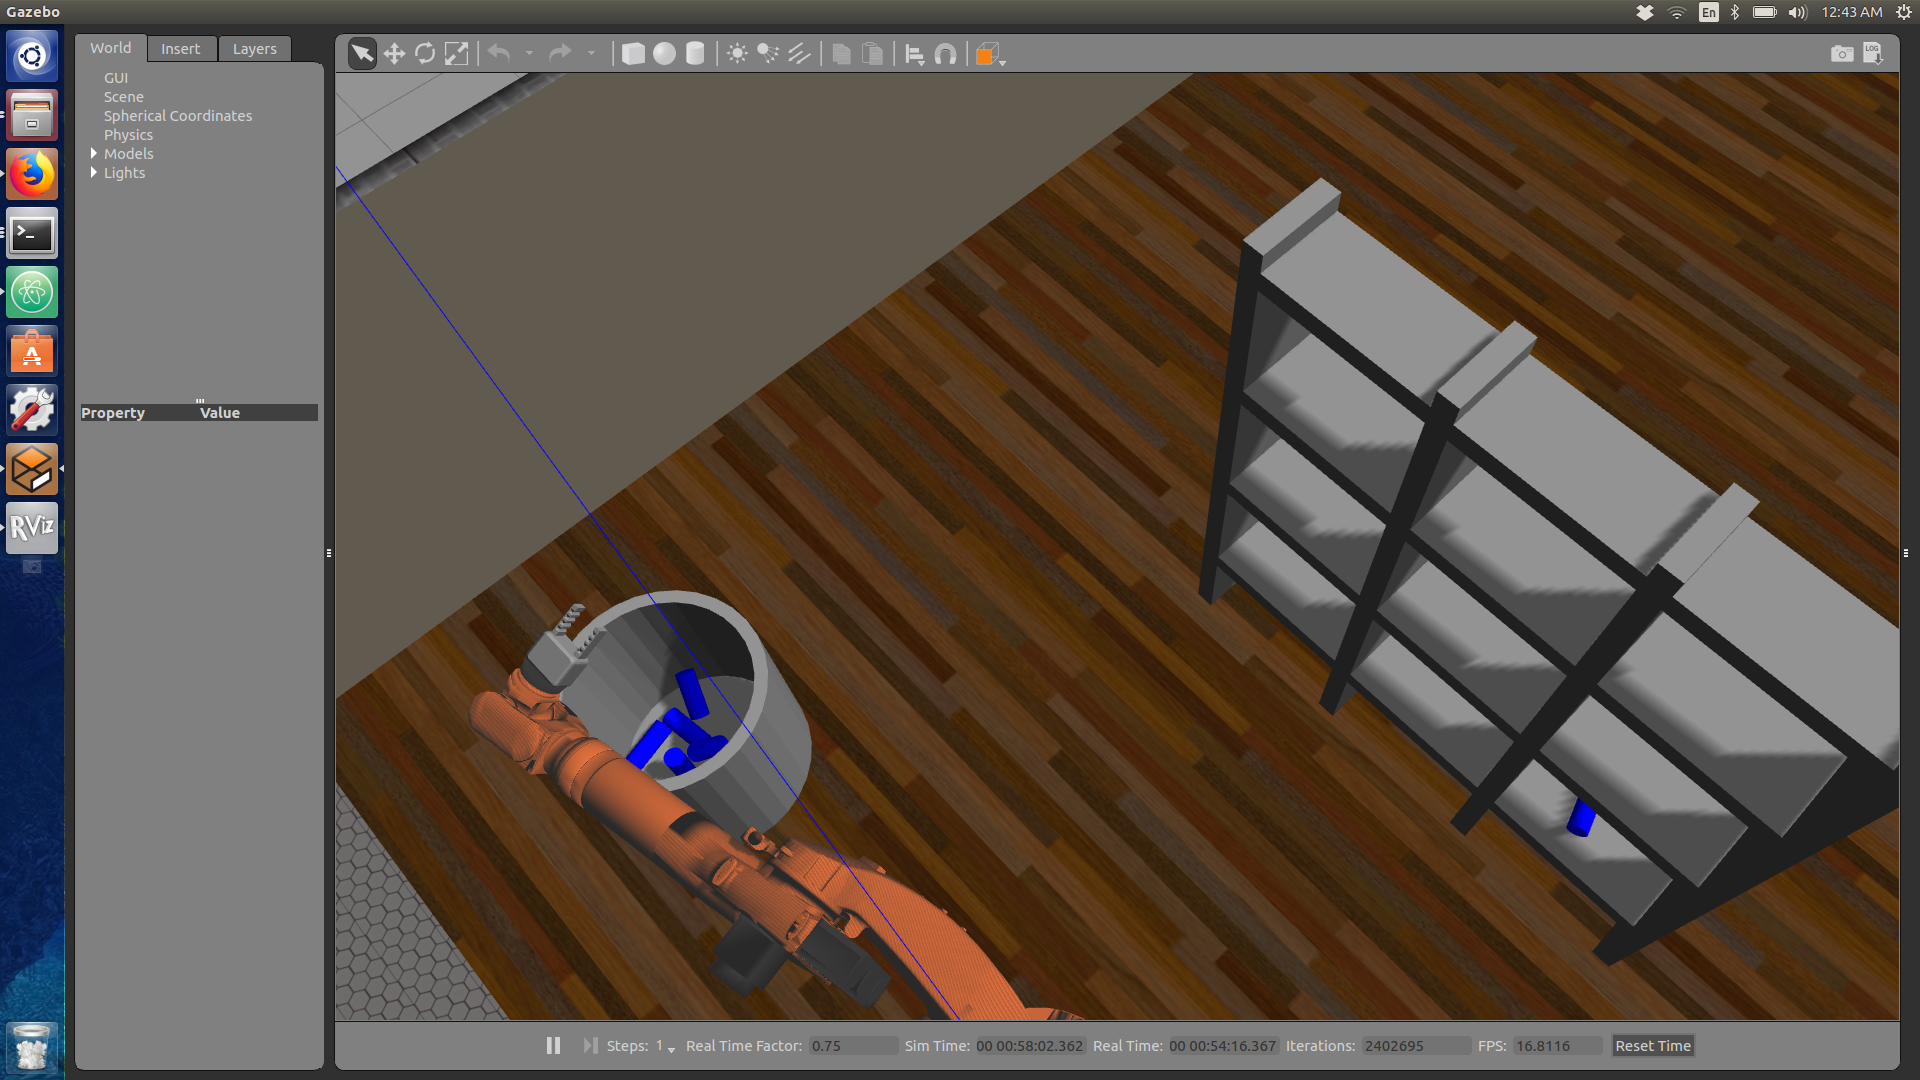 Gazebo
En
12:43 AM
World
Insert
Layers
GUI
Scene
Spherical Coordinates
Physics
Models
Lights
Property
Value
LOG
>_
A
RViz
Steps: 1
Real Time Factor: 0.75
Sim Time: 00 00:58:02.362
Real Time: 00 00:54:16.367
Iterations: 2402695
FPS: 16.8116
Reset Time